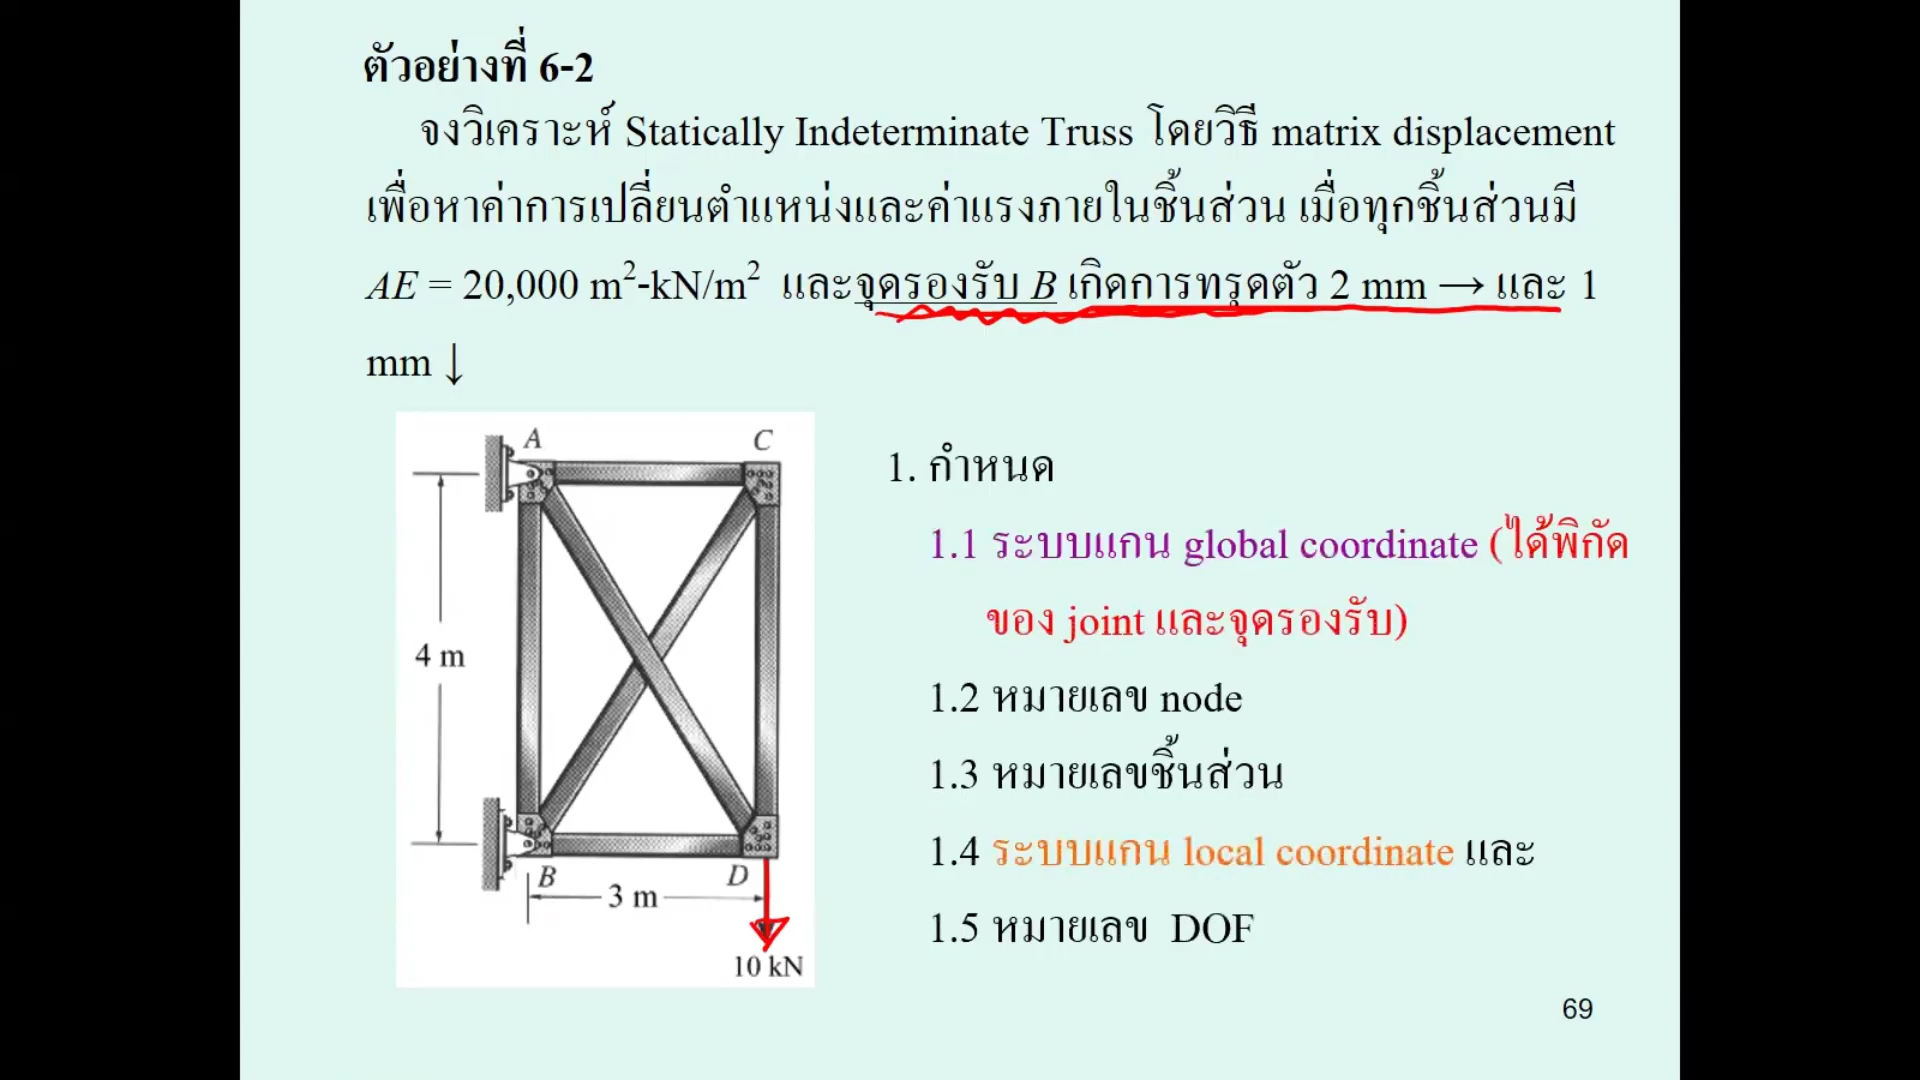 ตัวอย่างที่ 6-2
จงวิเคราะห์ Statically Indeterminate Truss โดยวิธี matrix displacement
เพื่อหาค่าการเปลี่ยนตำแหน่งและค่าแรงภายในชิ้นส่วน เมื่อทุกชิ้นส่วนมี
AE = 20,000 m²-kN/m² และจุดรองรับ B เกิดการทรุดตัว 2 mm → และ 1
mm ↓
A
C
4 m
B
D
3 m
10 kN
1. กำหนด
1.1 ระบบแกน global coordinate (ได้พิกัด
ของ joint และจุดรองรับ)
1.2 หมายเลข node
1.3 หมายเลขชิ้นส่วน
1.4 ระบบแกน local coordinate และ
1.5 หมายเลข DOF
69